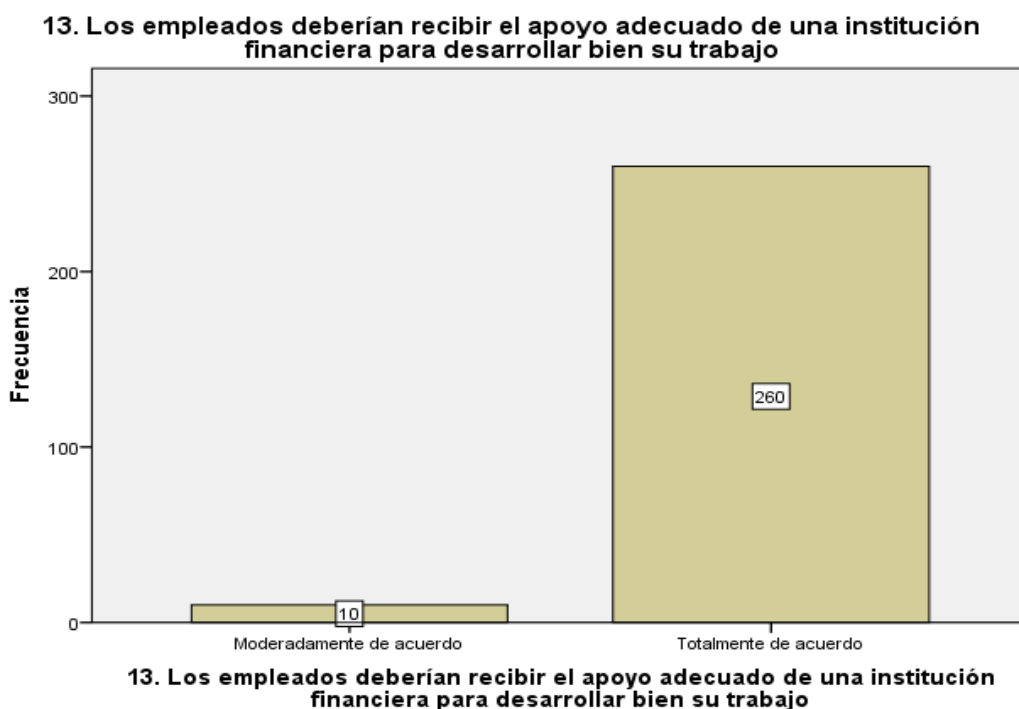 13. Los empleados deberían recibir el apoyo adecuado de una institución
financiera para desarrollar bien su trabajo
300
200
100
0
Frecuencia
260
10
Moderadamente de acuerdo
Totalmente de acuerdo
13. Los empleados deberían recibir el apoyo adecuado de una institución
financiera para desarrollar bien su trabajo